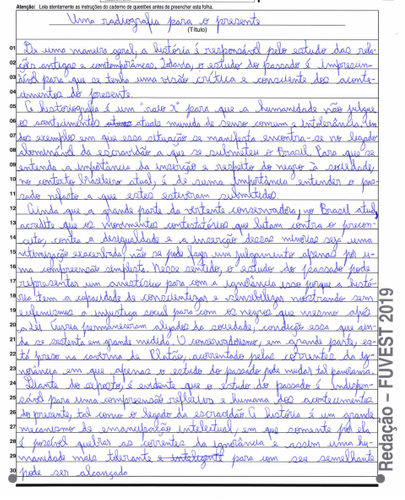 Atenção: Leia atentamente as instruções do caderno de questões antes de preencher esta folha.
Uma radiografia para o presente
(Título)
01 De uma maneira geral, a história é responsável pelo estudo das rela-
02 ções antigas e contemporâneas. Todavia, o estudo do passado é imprescin-
03 dível para que se tenha uma visão crítica e consciente dos aconte-
04 cimentos do presente.
05 A historiografia é um "raio x" para que a humanidade não julgue
06 os acontecimentos atuais munida de senso comum e intolerância. Um
07 dos exemplos em que essa situação se manifesta encontra-se no legado
08 abominável da escravidão a que se submeteu o Brasil. Para que se
09 entenda a importância da inserção e respeito do negro à sociedade,
10 no contexto brasileiro atual, é de suma importância entender o pas-
11 sado nefasto a que estes estiveram submetidos.
12 Ainda que a grande parte da vertente conservadora, no Brasil atual,
13 acredite que os movimentos contestatórios que lutam contra o precon-
14 ceito, contra a desigualdade e a inserção dessas minorias seja uma
15 vitimização exacerbada, não se pode fazer um julgamento apenas por u-
16 ma compreensão simplista. Nesse sentido, o estudo do passado pode
17 representar um anestésico para com a ignorância isso porque a histó-
18 ria tem a capacidade de conscientizar e sensibilizar mostrando sem
19 eufemismos a injustiça social para com os negros que mesmo após
20 a Lei Áurea permaneceram alijados da sociedade, condição essa que ain-
21 da se sustenta em grande medida. O conservadorismo, em grande parte, es-
22 tá preso na caverna de Platão, acorrentado pelas correntes da ig-
23 norância em que apenas o estudo do passado pode mudar tal panorama.
24 Diante do exposto, é evidente que o estudo do passado é indispen-
25 sável para uma compreensão reflexiva e humana dos acontecimentos
26 do presente, tal como o legado da escravidão. A história é um grande
27 mecanismo de emancipação intelectual, em que somente por ela
28 é possível quebrar as correntes da ignorância e assim uma hu-
29 manidade mais tolerante e inteligente para com seu semelhante
30 pode ser alcançada
Redação – FUVEST 2019